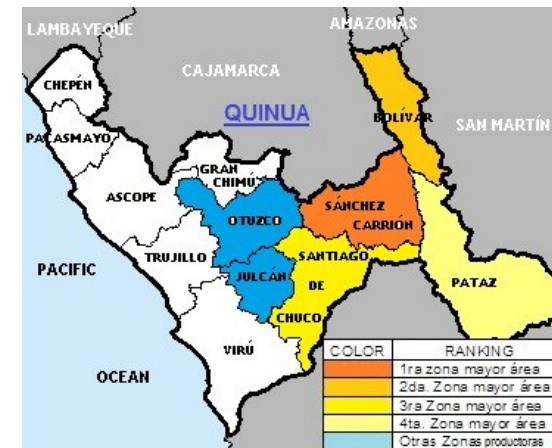 LAMBAYEQUE
AMAZONAS
CAJAMARCA
CHEPÉN
QUINUA
BOLÍVAR
SAN MARTÍN
PACASMAYO
GRAN
CHIMÚ
ASCOPE
SÁNCHEZ
CARRIÓN
OTUZCO
TRUJILLO
SANTIAGO
PACIFIC
JULCÁN
DE
PATAZ
CHUCO
VIRÚ
OCEAN
COLOR RANKING
1ra zona mayor área
2da. Zona mayor área
3ra Zona mayor área
4ta. Zona mayor área
Otras Zonas productoras